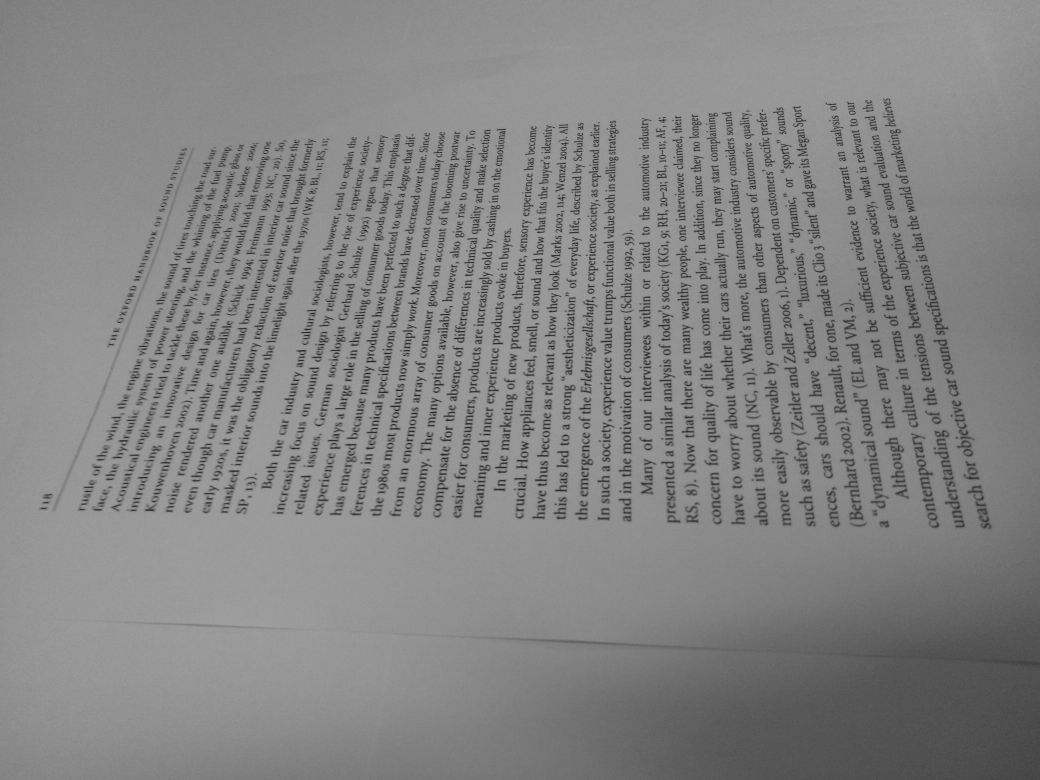 118
THE OXFORD HANDBOOK OF SOUND STUDIES
rustle of the wind, the engine vibrations, the sound of tires touching the road sur-
face, the hydraulic system of power steering, and the whining of the fuel pump.
Acoustical engineers tried to tackle these by, for instance, applying acoustic glass or
introducing an innovative design for car tires (Dittrich 2001; Sloketee 2006;
Kouwenhoven 2002). Time and again, however, they would find that removing one
noise rendered another one audible (Schick 1994; Feitmann 1993; NC, 20). So,
even though car manufacturers had been interested in interior car sound since the
early 1920s, it was the obligatory reduction of exterior noise that brought formerly
masked interior sounds into the limelight again after the 1970s (WK 8; BL, 11; RS, 11;
SP, 13).
Both the car industry and cultural sociologists, however, tend to explain the
increasing focus on sound design by referring to the rise of experience society–
related issues. German sociologist Gerhard Schulze (1992) argues that sensory
experience plays a large role in the selling of consumer goods today. This emphasis
has emerged because many products have been perfected to such a degree that dif-
ferences in technical specifications between brands have decreased over time. Since
the 1980s most products now simply work. Moreover, most consumers today choose
from an enormous array of consumer goods on account of the booming postwar
economy. The many options available, however, also give rise to uncertainty. To
compensate for the absence of differences in technical quality and make selection
easier for consumers, products are increasingly sold by cashing in on the emotional
meaning and inner experience products evoke in buyers.
In the marketing of new products, therefore, sensory experience has become
crucial. How appliances feel, smell, or sound and how that fits the buyer's identity
have thus become as relevant as how they look (Marks 2002, 114; Wenzel 2004). All
this has led to a strong "aestheticization" of everyday life, described by Schulze as
the emergence of the Erlebnisgesellschaft, or experience society, as explained earlier.
In such a society, experience value trumps functional value both in selling strategies
and in the motivation of consumers (Schulze 1992, 59).
Many of our interviewees within or related to the automotive industry
presented a similar analysis of today's society (KGi, 9; RH, 20–21; BL, 10–11; AF, 4;
RS, 8). Now that there are many wealthy people, one interviewee claimed, their
concern for quality of life has come into play. In addition, since they no longer
have to worry about whether their cars actually run, they may start complaining
about its sound (NC, 11). What's more, the automotive industry considers sound
more easily observable by consumers than other aspects of automotive quality,
such as safety (Zeitler and Zeller 2006, 1). Dependent on customers' specific prefer-
ences, cars should have "decent," "luxurious," "dynamic," or "sporty" sounds
(Bernhard 2002). Renault, for one, made its Clio 3 "silent" and gave its Megan Sport
a "dynamical sound" (EL and VM, 2).
Although there may not be sufficient evidence to warrant an analysis of
contemporary culture in terms of the experience society, what is relevant to our
understanding of the tensions between subjective car sound evaluation and the
search for objective car sound specifications is that the world of marketing believes